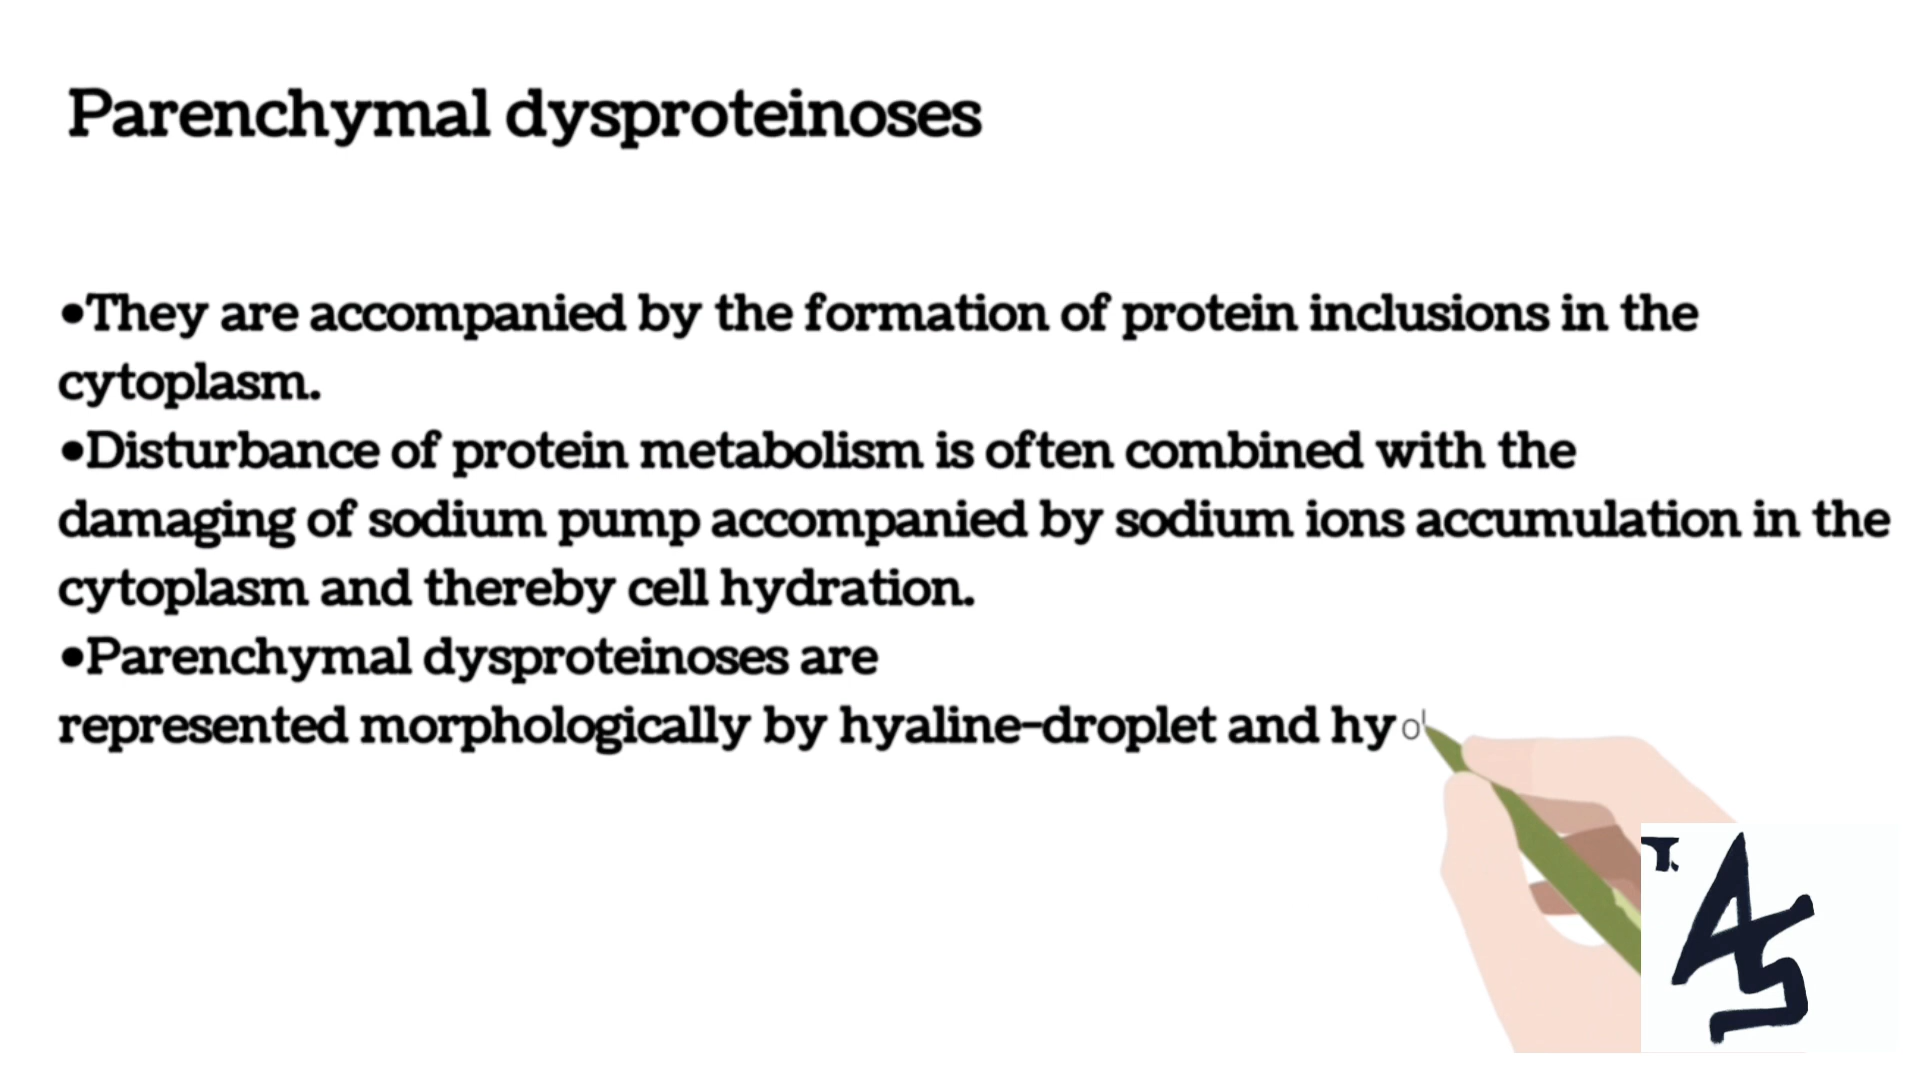 Parenchymal dysproteinoses
•They are accompanied by the formation of protein inclusions in the
cytoplasm.
•Disturbance of protein metabolism is often combined with the
damaging of sodium pump accompanied by sodium ions accumulation in the
cytoplasm and thereby cell hydration.
•Parenchymal dysproteinoses are
represented morphologically by hyaline-droplet and hy
T. AS